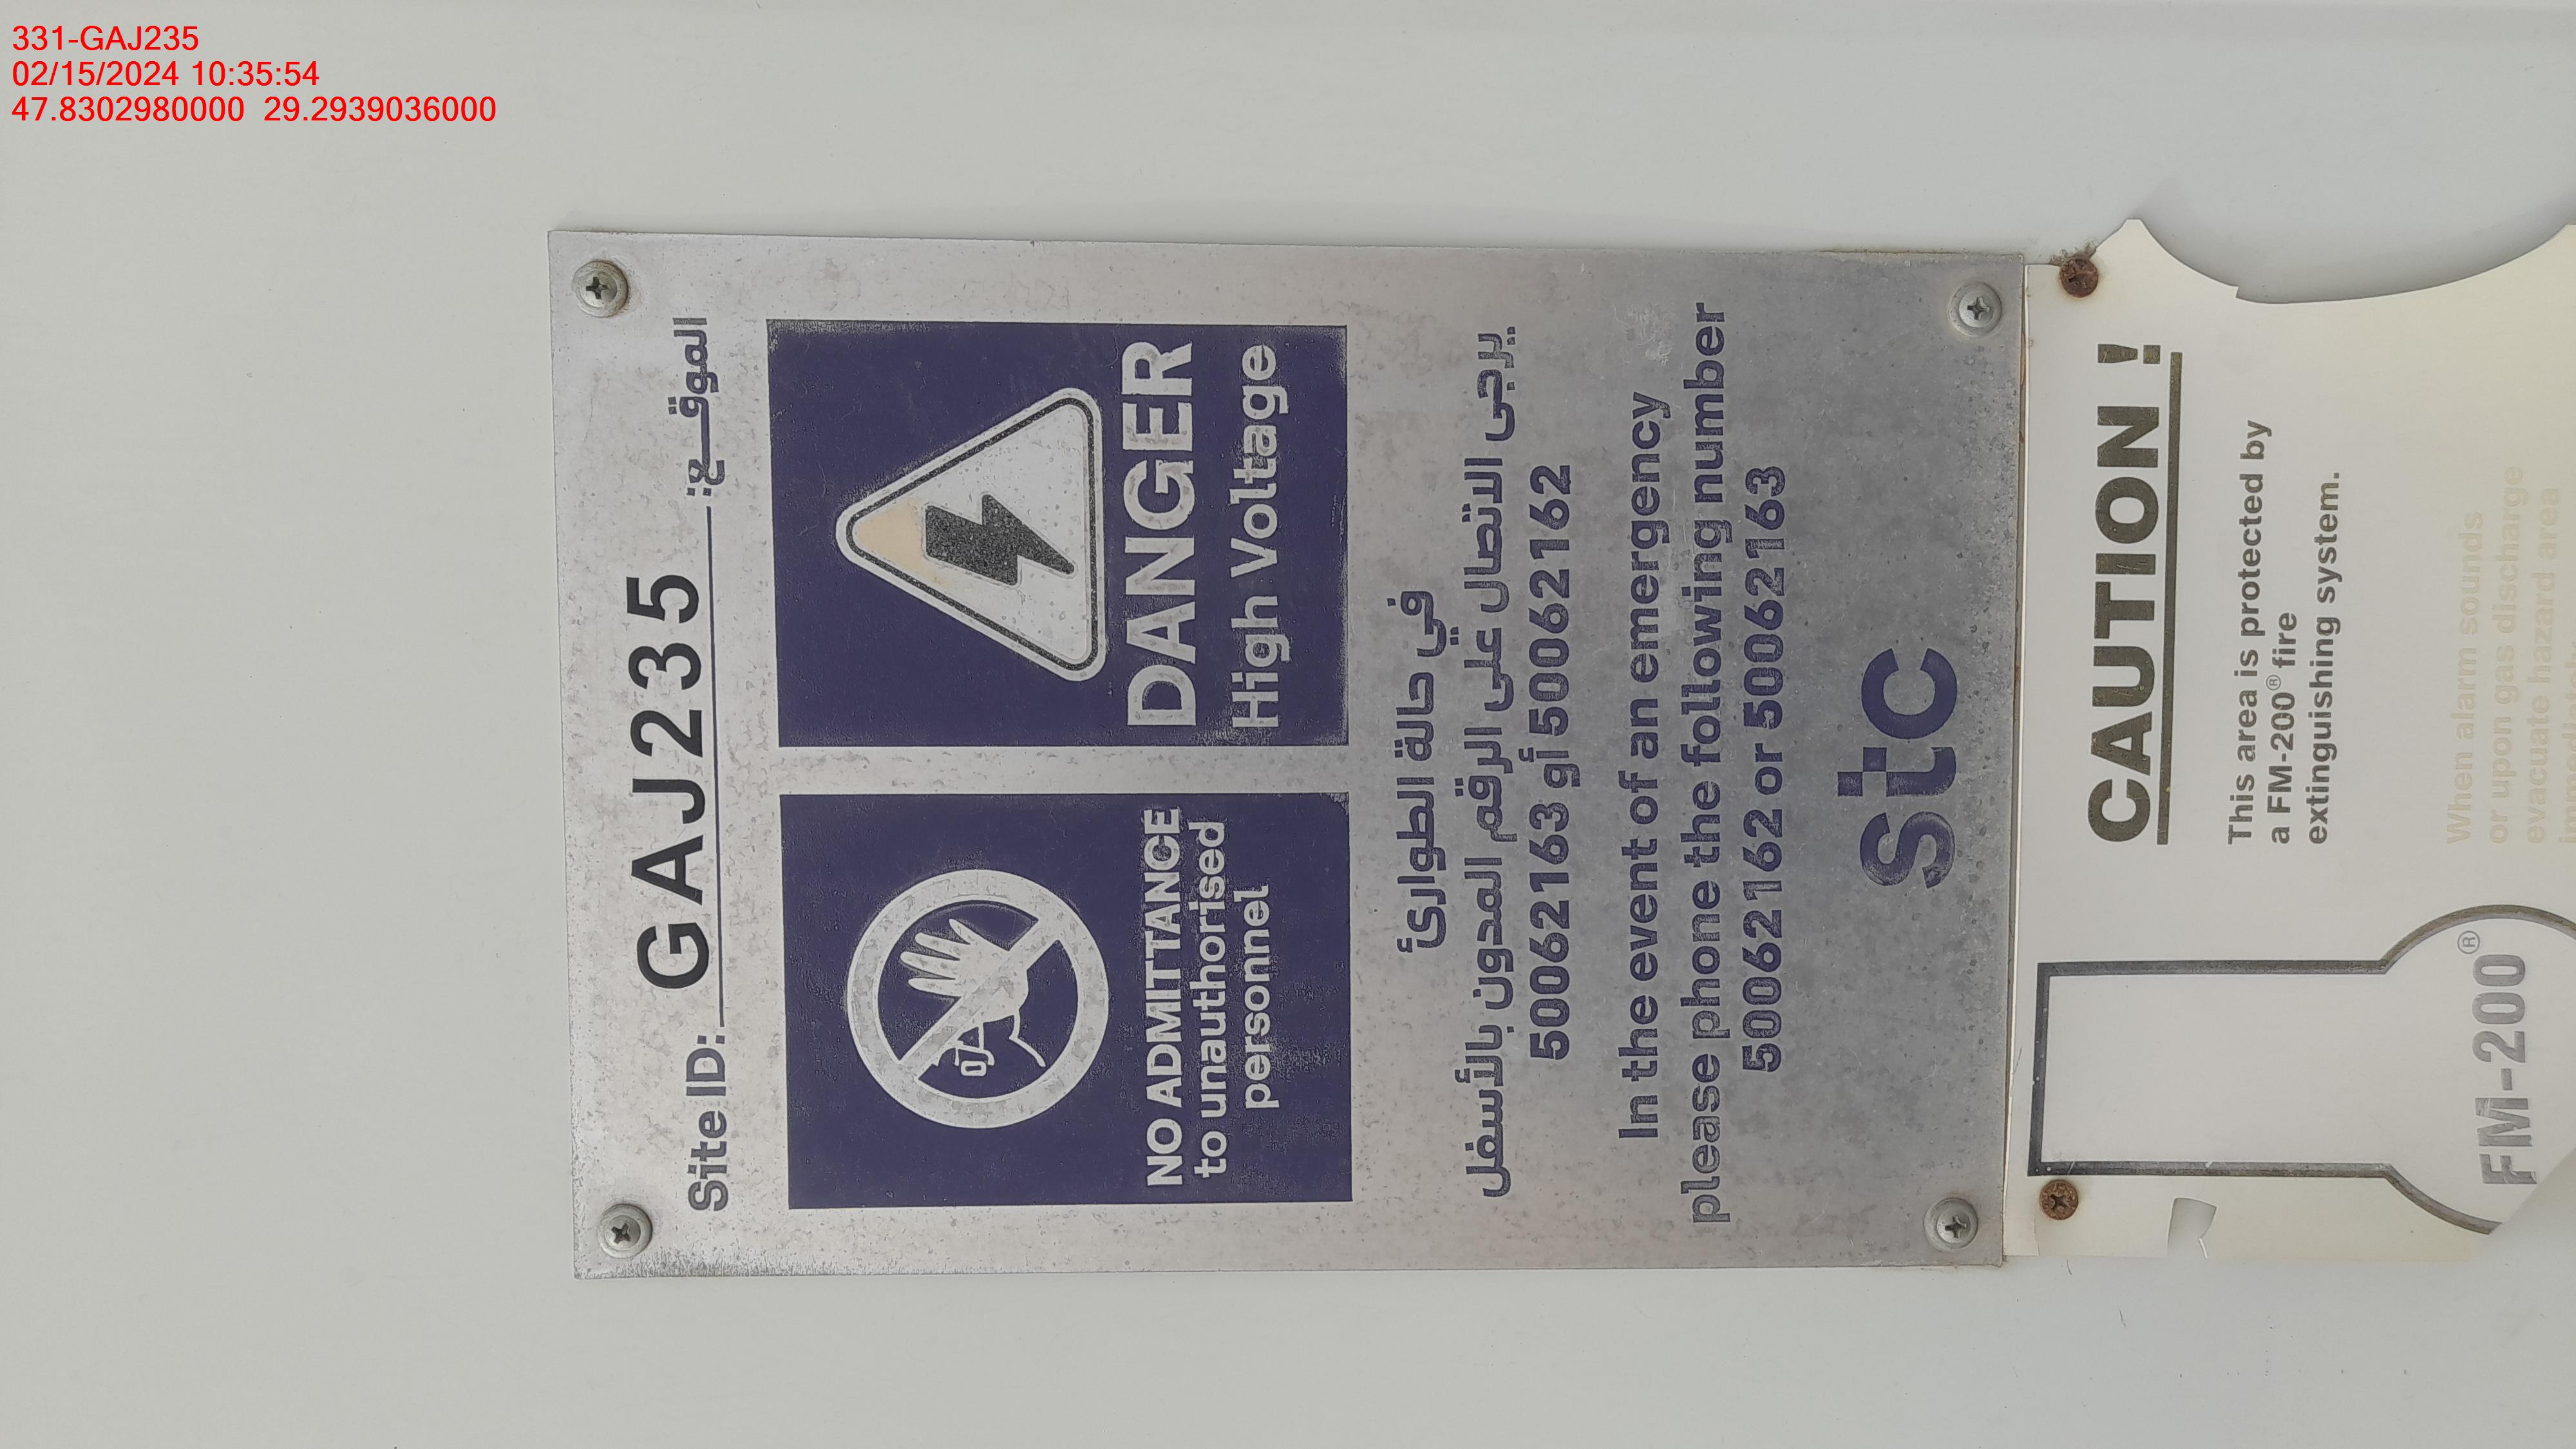 331-GAJ235
02/15/2024 10:35:54
47.8302980000 29.2939036000
Site ID: GAJ235 الموقـــع:
NO ADMITTANCE
to unauthorised
personnel
DANGER
High Voltage
في حالة الطوارئ
يرجى الاتصال على الرقم المدون بالأسفل
50062163 أو 50062162
In the event of an emergency
please phone the following number
50062162 or 50062163
stc
CAUTION !
This area is protected by
a FM-200® fire
extinguishing system.
When alarm sounds
or upon gas discharge
evacuate hazard area
FM-200®